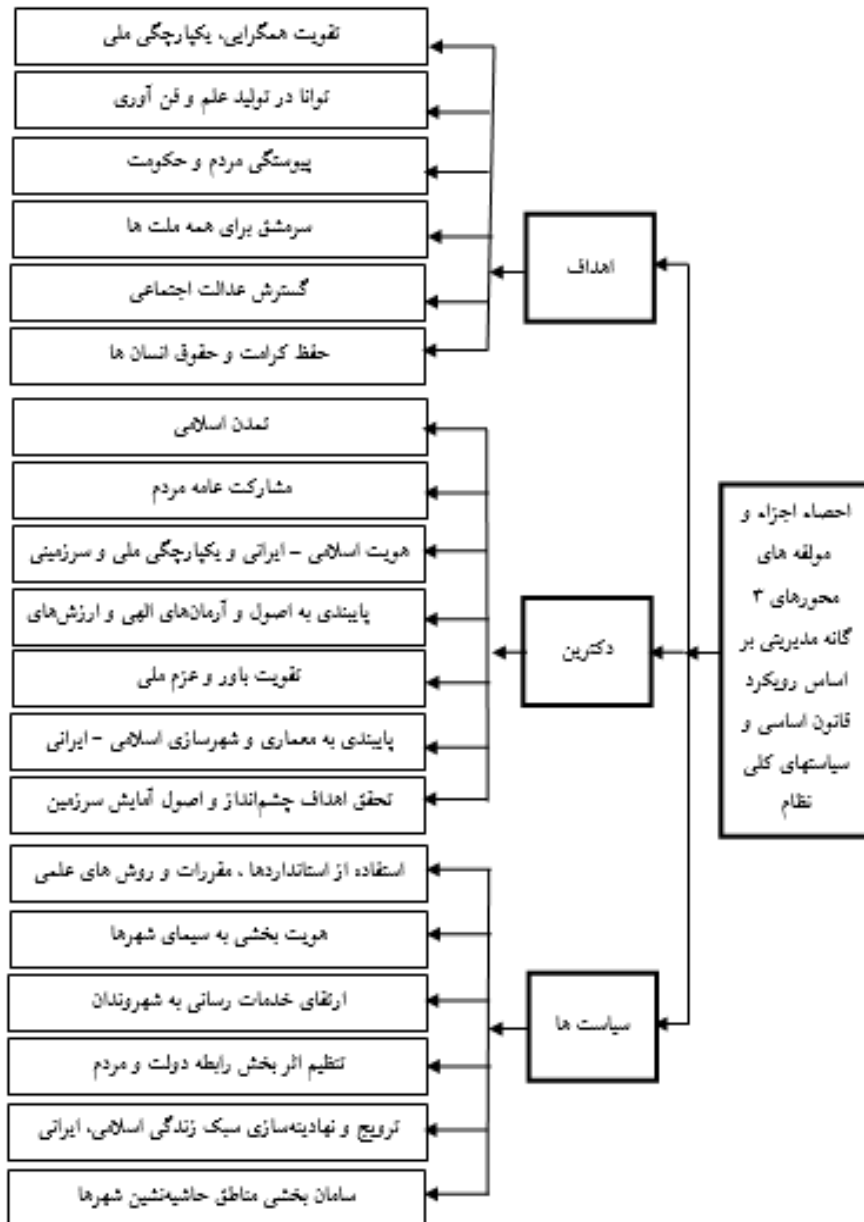 احصاء اجزاء و
مولفه های
محورهای ۳
گانه مدیریتی بر
اساس رویکرد
قانون اساسی و
سیاستهای کلی
نظام
اهداف
تقویت همگرایی، یکپارچگی ملی
توانا در تولید علم و فن آوری
پیوستگی مردم و حکومت
سرمشق برای همه ملت ها
گسترش عدالت اجتماعی
حفظ کرامت و حقوق انسان ها
دکترین
تمدن اسلامی
مشارکت عامه مردم
هویت اسلامی - ایرانی و یکپارچگی ملی و سرزمینی
پایبندی به اصول و آرمان‌های الهی و ارزش‌های
تقویت باور و عزم ملی
پایبندی به معماری و شهرسازی اسلامی - ایرانی
تحقق اهداف چشم‌انداز و اصول آمایش سرزمین
سیاست ها
استفاده از استانداردها ، مقررات و روش های علمی
هویت بخشی به سیمای شهرها
ارتقای خدمات رسانی به شهروندان
تنظیم اثر بخش رابطه دولت و مردم
ترویج و نهادینه‌سازی سبک زندگی اسلامی، ایرانی
سامان بخشی مناطق حاشیه‌نشین شهرها